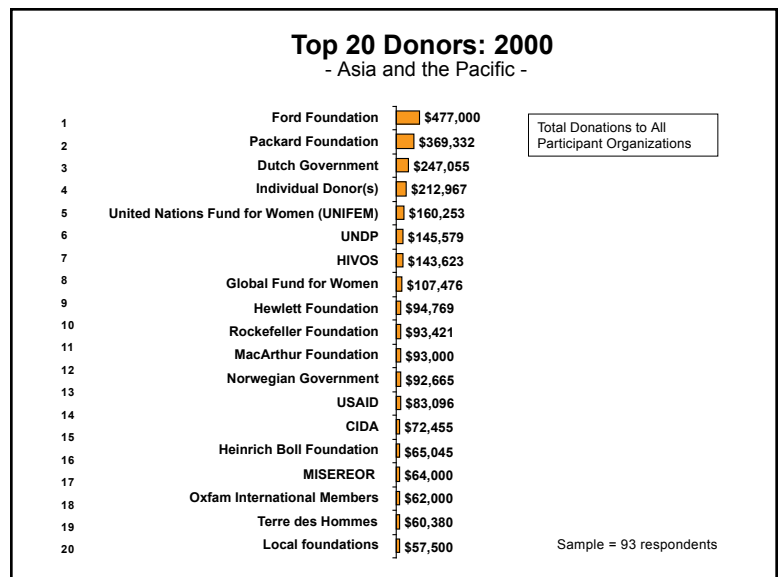 Top 20 Donors: 2000
- Asia and the Pacific -
Total Donations to All
Participant Organizations
1
2
3
4
5
6
7
8
9
10
11
12
13
14
15
16
17
18
19
20
Ford Foundation $477,000
Packard Foundation $369,332
Dutch Government $247,055
Individual Donor(s) $212,967
United Nations Fund for Women (UNIFEM) $160,253
UNDP $145,579
HIVOS $143,623
Global Fund for Women $107,476
Hewlett Foundation $94,769
Rockefeller Foundation $93,421
MacArthur Foundation $93,000
Norwegian Government $92,665
USAID $83,096
CIDA $72,455
Heinrich Boll Foundation $65,045
MISEREOR $64,000
Oxfam International Members $62,000
Terre des Hommes $60,380
Local foundations $57,500
Sample = 93 respondents